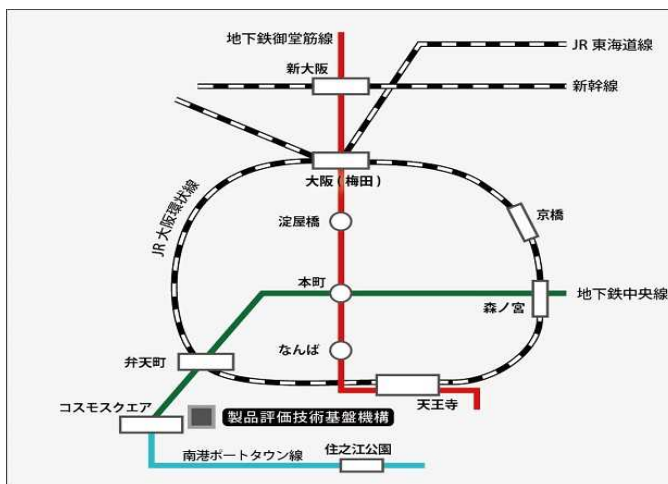 地下鉄御堂筋線
JR 東海道線
新大阪
新幹線
大阪 ( 梅田 )
JR 大阪環状線
淀屋橋
京橋
本町
地下鉄中央線
森ノ宮
なんば
弁天町
天王寺
コスモスクエア
製品評価技術基盤機構
南港ポートタウン線
住之江公園